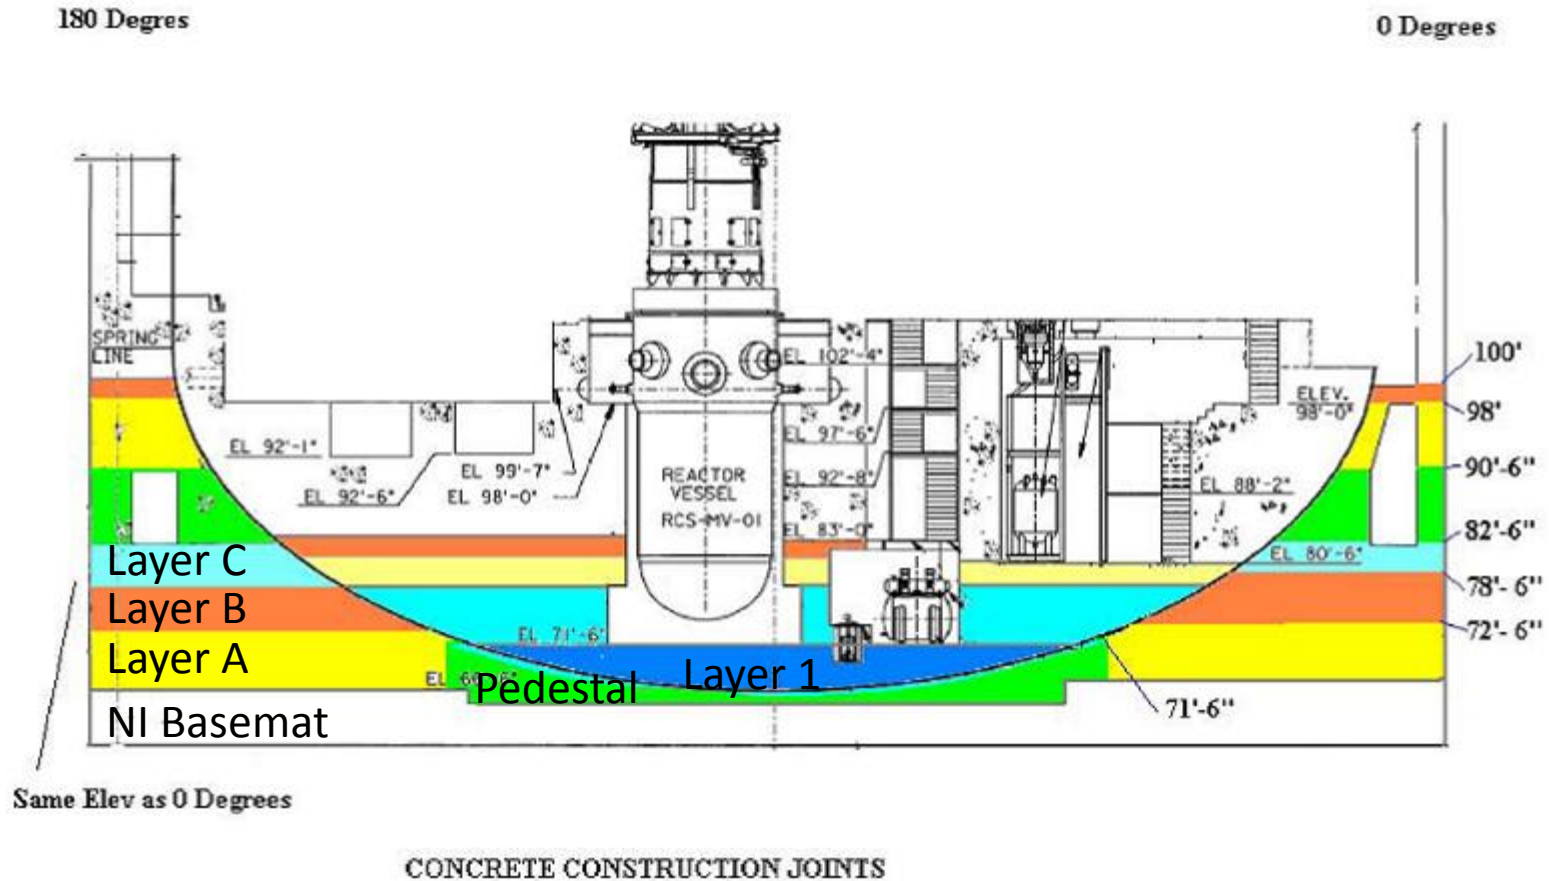 180 Degres
0 Degrees
SPRING
LINE
EL 102'-4"
100'
ELEV.
98'-0"
98'
EL 92'-1"
EL 97'-6"
EL 99'-7"
EL 92'-8"
90'-6"
REACTOR
VESSEL
RCS-MV-01
EL 92'-6"
EL 98'-0"
EL 88'-2"
EL 83'-0"
82'-6"
Layer C
EL 80'-6"
78'- 6"
Layer B
EL 71'-6"
72'- 6"
Layer A
EL
Pedestal
Layer 1
71'-6"
NI Basemat
Same Elev as 0 Degrees
CONCRETE CONSTRUCTION JOINTS